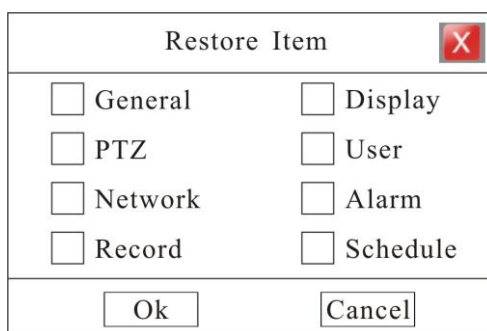 Restore Item X
General Display
PTZ User
Network Alarm
Record Schedule
Ok Cancel